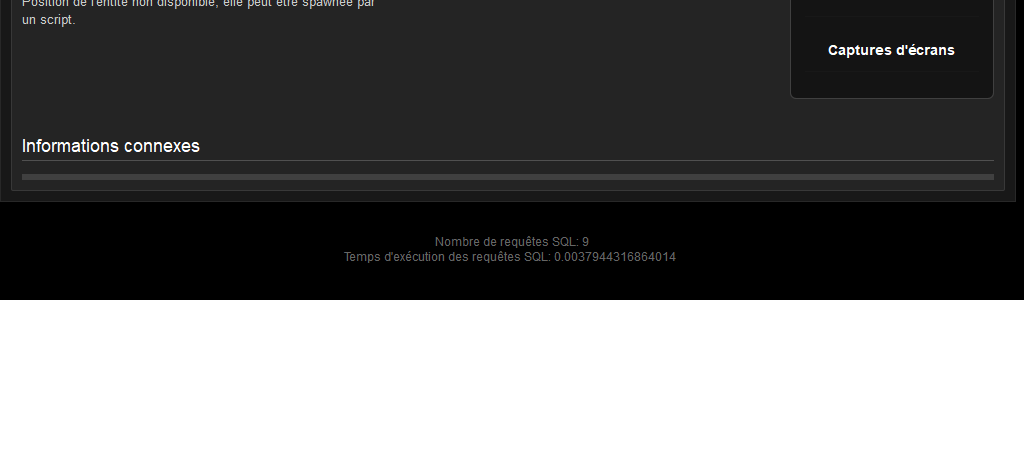 Position de l'entité non disponible, elle peut être spawnée par
un script.
Captures d'écrans
Informations connexes
Nombre de requêtes SQL: 9
Temps d'exécution des requêtes SQL: 0.0037944316864014